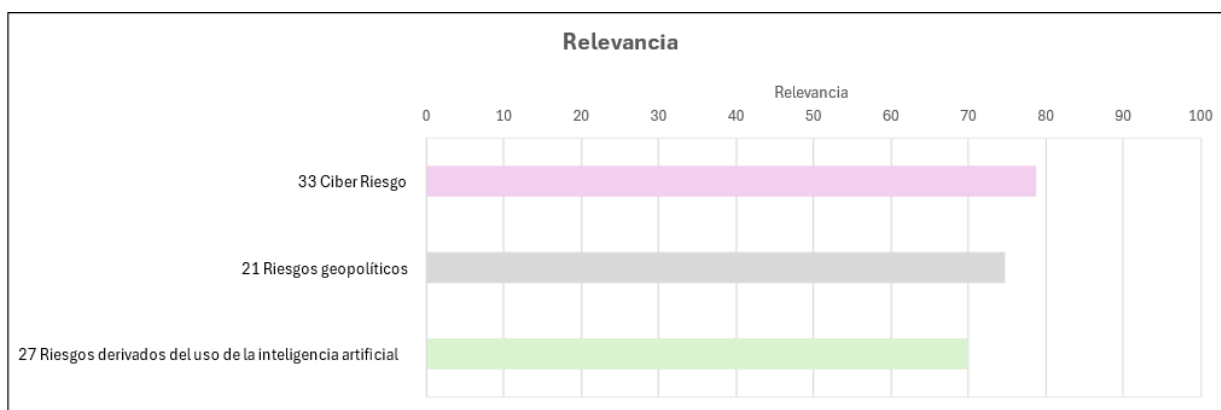 Relevancia
Relevancia
0 10 20 30 40 50 60 70 80 90 100
33 Ciber Riesgo
21 Riesgos geopolíticos
27 Riesgos derivados del uso de la inteligencia artificial